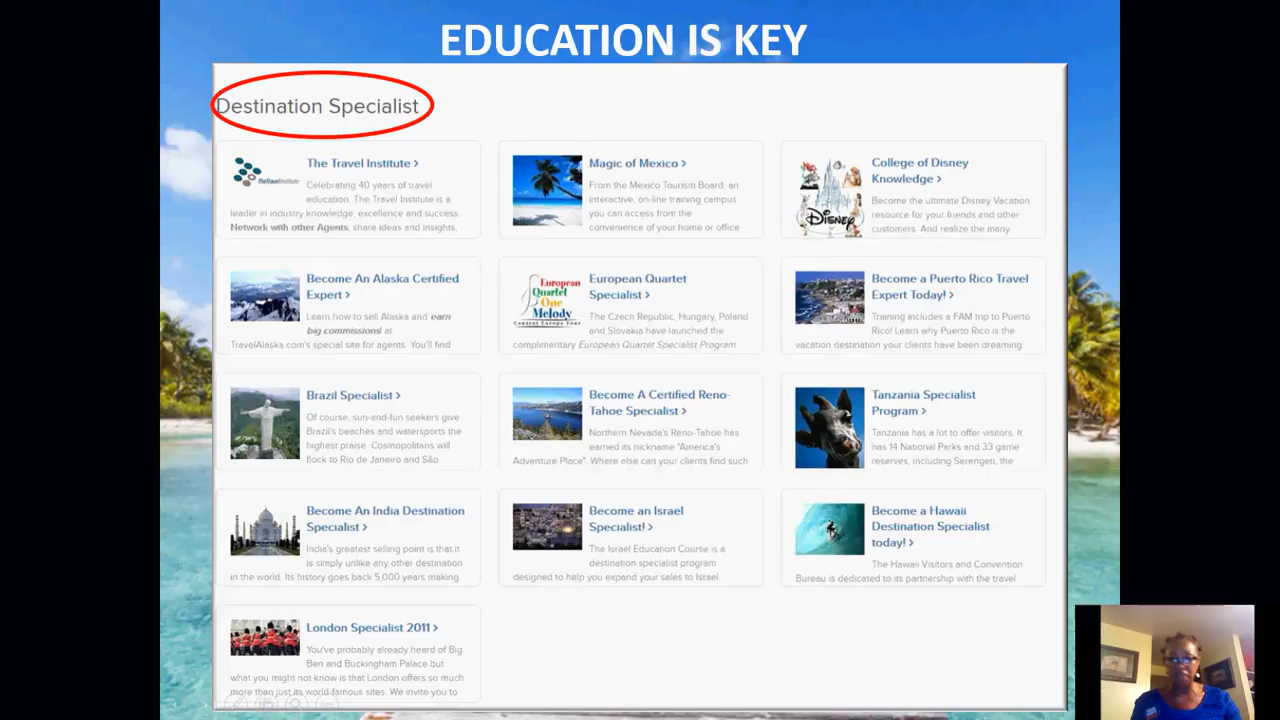 EDUCATION IS KEY
Destination Specialist
The Travel Institute >
Celebrating 40 years of travel
education. The Travel Institute is a
leader in industry knowledge, excellence and success.
Network with other Agents, share ideas and insights,
Magic of Mexico >
From the Mexico Tourism Board, an
interactive, on-line training campus
you can access from the
convenience of your home or office
College of Disney
Knowledge >
Become the ultimate Disney Vacation
resource for your friends and other
customers. And realize the many
The Travel Institute
Disney
Become An Alaska Certified
Expert >
Learn how to sell Alaska and earn
big commissions! at
TravelAlaska.com's special site for agents. You'll find
European
Quartet
One
Melody
Central Europe Tour
European Quartet
Specialist >
The Czech Republic, Hungary, Poland
and Slovakia have launched the
complimentary European Quartet Specialist Program
Become a Puerto Rico Travel
Expert Today! >
Training includes a FAM trip to Puerto
Rico! Learn why Puerto Rico is the
vacation destination your clients have been dreaming
Brazil Specialist >
Of course, sun-and-fun seekers give
Brazil's beaches and watersports the
highest praise. Cosmopolitans will
flock to Rio de Janeiro and São
Become A Certified Reno-
Tahoe Specialist >
Northern Nevada's Reno-Tahoe has
earned its nickname "America's
Adventure Place" Where else can your clients find such
Tanzania Specialist
Program >
Tanzania has a lot to offer visitors. It
has 14 National Parks and 33 game
reserves, including Serengeti, the
Become An India Destination
Specialist >
India's greatest selling point is that it
is simply unlike any other destination
in the world. Its history goes back 5,000 years making
Become an Israel
Specialist! >
The Israel Education Course is a
destination specialist program
designed to help you expand your sales to Israel.
Become a Hawaii
Destination Specialist
today! >
The Hawaii Visitors and Convention
Bureau is dedicated to its partnership with the travel
London Specialist 2011 >
You've probably already heard of Big
Ben and Buckingham Palace but
what you might not know is that London offers so much
more than just its world famous sites. We invite you to